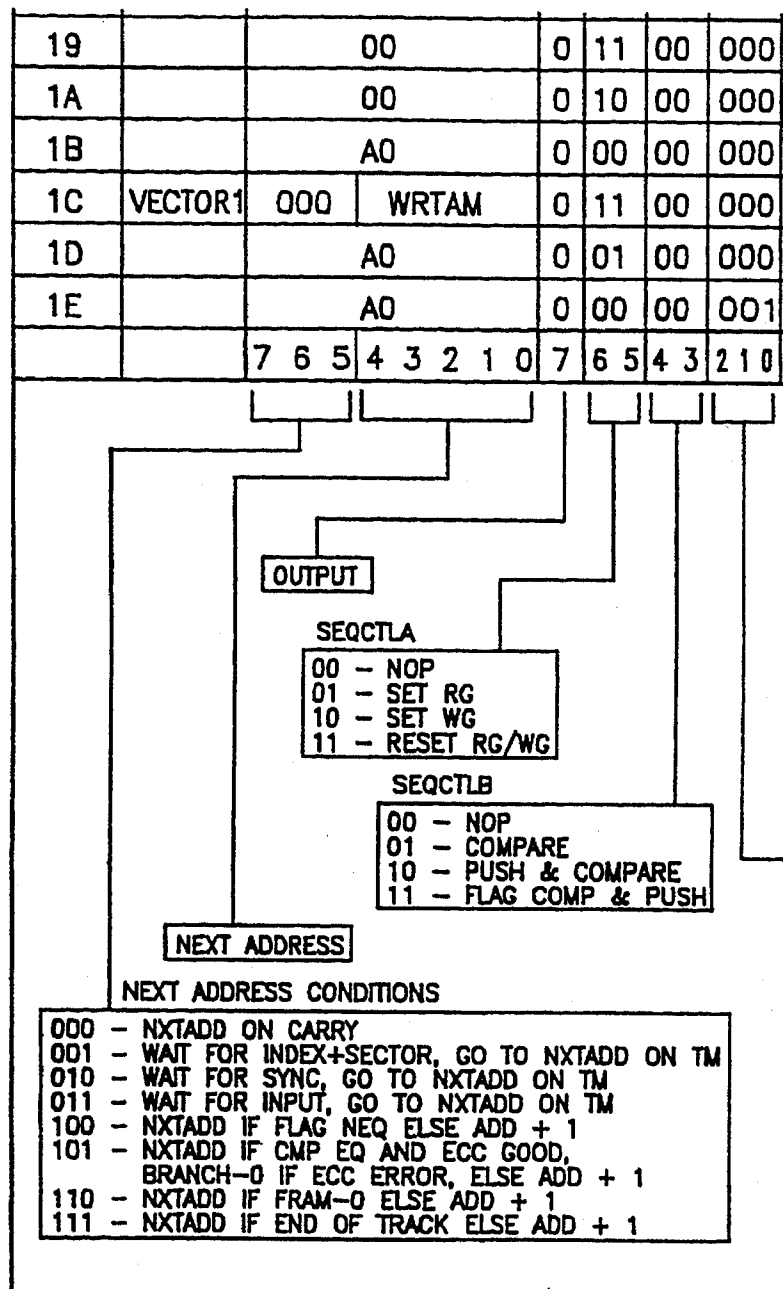 19 00 0 11 00 000
1A 00 0 10 00 000
1B A0 0 00 00 000
1C VECTOR1 000 WRTAM 0 11 00 000
1D A0 0 01 00 000
1E A0 0 00 00 001
7 6 5 4 3 2 1 0 7 6 5 4 3 2 1 0
OUTPUT
SEQCTLA
00 – NOP
01 – SET RG
10 – SET WG
11 – RESET RG/WG
SEQCTLB
00 – NOP
01 – COMPARE
10 – PUSH & COMPARE
11 – FLAG COMP & PUSH
NEXT ADDRESS
NEXT ADDRESS CONDITIONS
000 – NXTADD ON CARRY
001 – WAIT FOR INDEX+SECTOR, GO TO NXTADD ON TM
010 – WAIT FOR SYNC, GO TO NXTADD ON TM
011 – WAIT FOR INPUT, GO TO NXTADD ON TM
100 – NXTADD IF FLAG NEQ ELSE ADD + 1
101 – NXTADD IF CMP EQ AND ECC GOOD,
BRANCH–0 IF ECC ERROR, ELSE ADD + 1
110 – NXTADD IF FRAM–0 ELSE ADD + 1
111 – NXTADD IF END OF TRACK ELSE ADD + 1